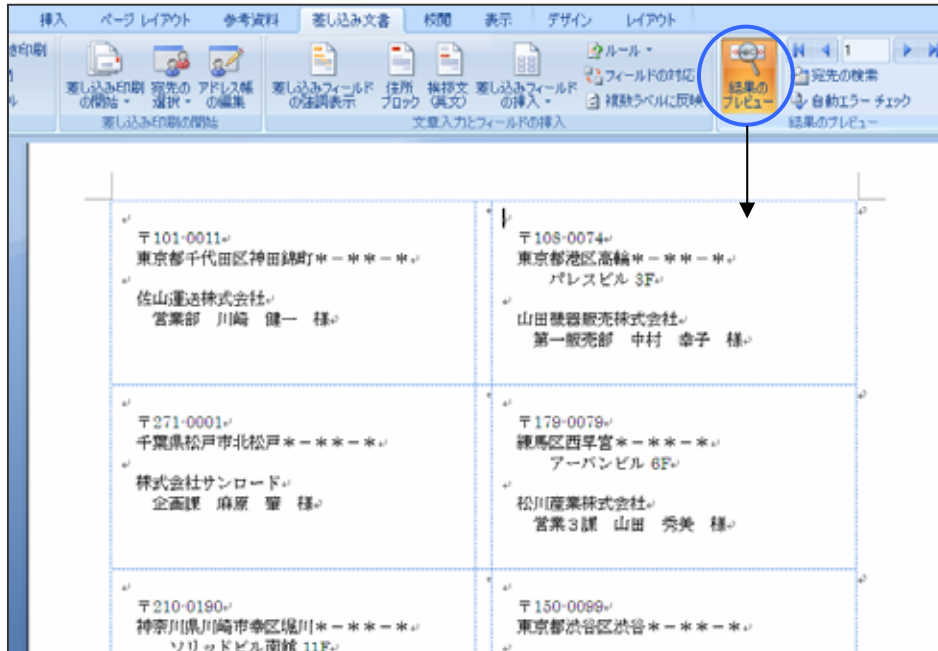 挿入 ページ レイアウト 参考資料 差し込み文書 校閲 表示 デザイン レイアウト
差し込み印刷の開始 宛先の選択 アドレス帳の編集
差し込みフィールドの強調表示 住所ブロック 挨拶文(英文) 差し込みフィールドの挿入
ルール
フィールドの対応
複数ラベルに反映
結果のプレビュー
1
宛先の検索
自動エラー チェック
差し込み印刷の開始 文章入力とフィールドの挿入 結果のプレビュー
〒101-0011
東京都千代田区神田錦町＊－＊＊－＊
佐山運送株式会社
営業部 川崎 健一 様
〒108-0074
東京都港区高輪＊－＊＊－＊
パレスビル 3F
山田機器販売株式会社
第一販売部 中村 幸子 様
〒271-0001
千葉県松戸市北松戸＊－＊＊－＊
株式会社サンロード
企画課 麻原 肇 様
〒179-0079
練馬区西早宮＊－＊＊－＊
アーバンビル 6F
松川産業株式会社
営業３課 山田 秀美 様
〒210-0190
神奈川県川崎市幸区堀川＊－＊＊－＊
ソリッドビル南館 11F
〒150-0099
東京都渋谷区渋谷＊－＊＊－＊